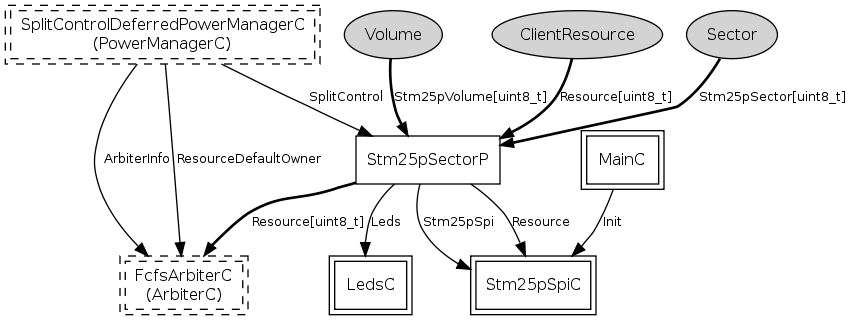 SplitControlDeferredPowerManagerC
(PowerManagerC)
Volume
ClientResource
Sector
SplitControl
Stm25pVolume[uint8_t]
Resource[uint8_t]
Stm25pSector[uint8_t]
ArbiterInfo
ResourceDefaultOwner
Stm25pSectorP
MainC
Resource[uint8_t]
Leds
Stm25pSpi
Resource
Init
FcfsArbiterC
(ArbiterC)
LedsC
Stm25pSpiC